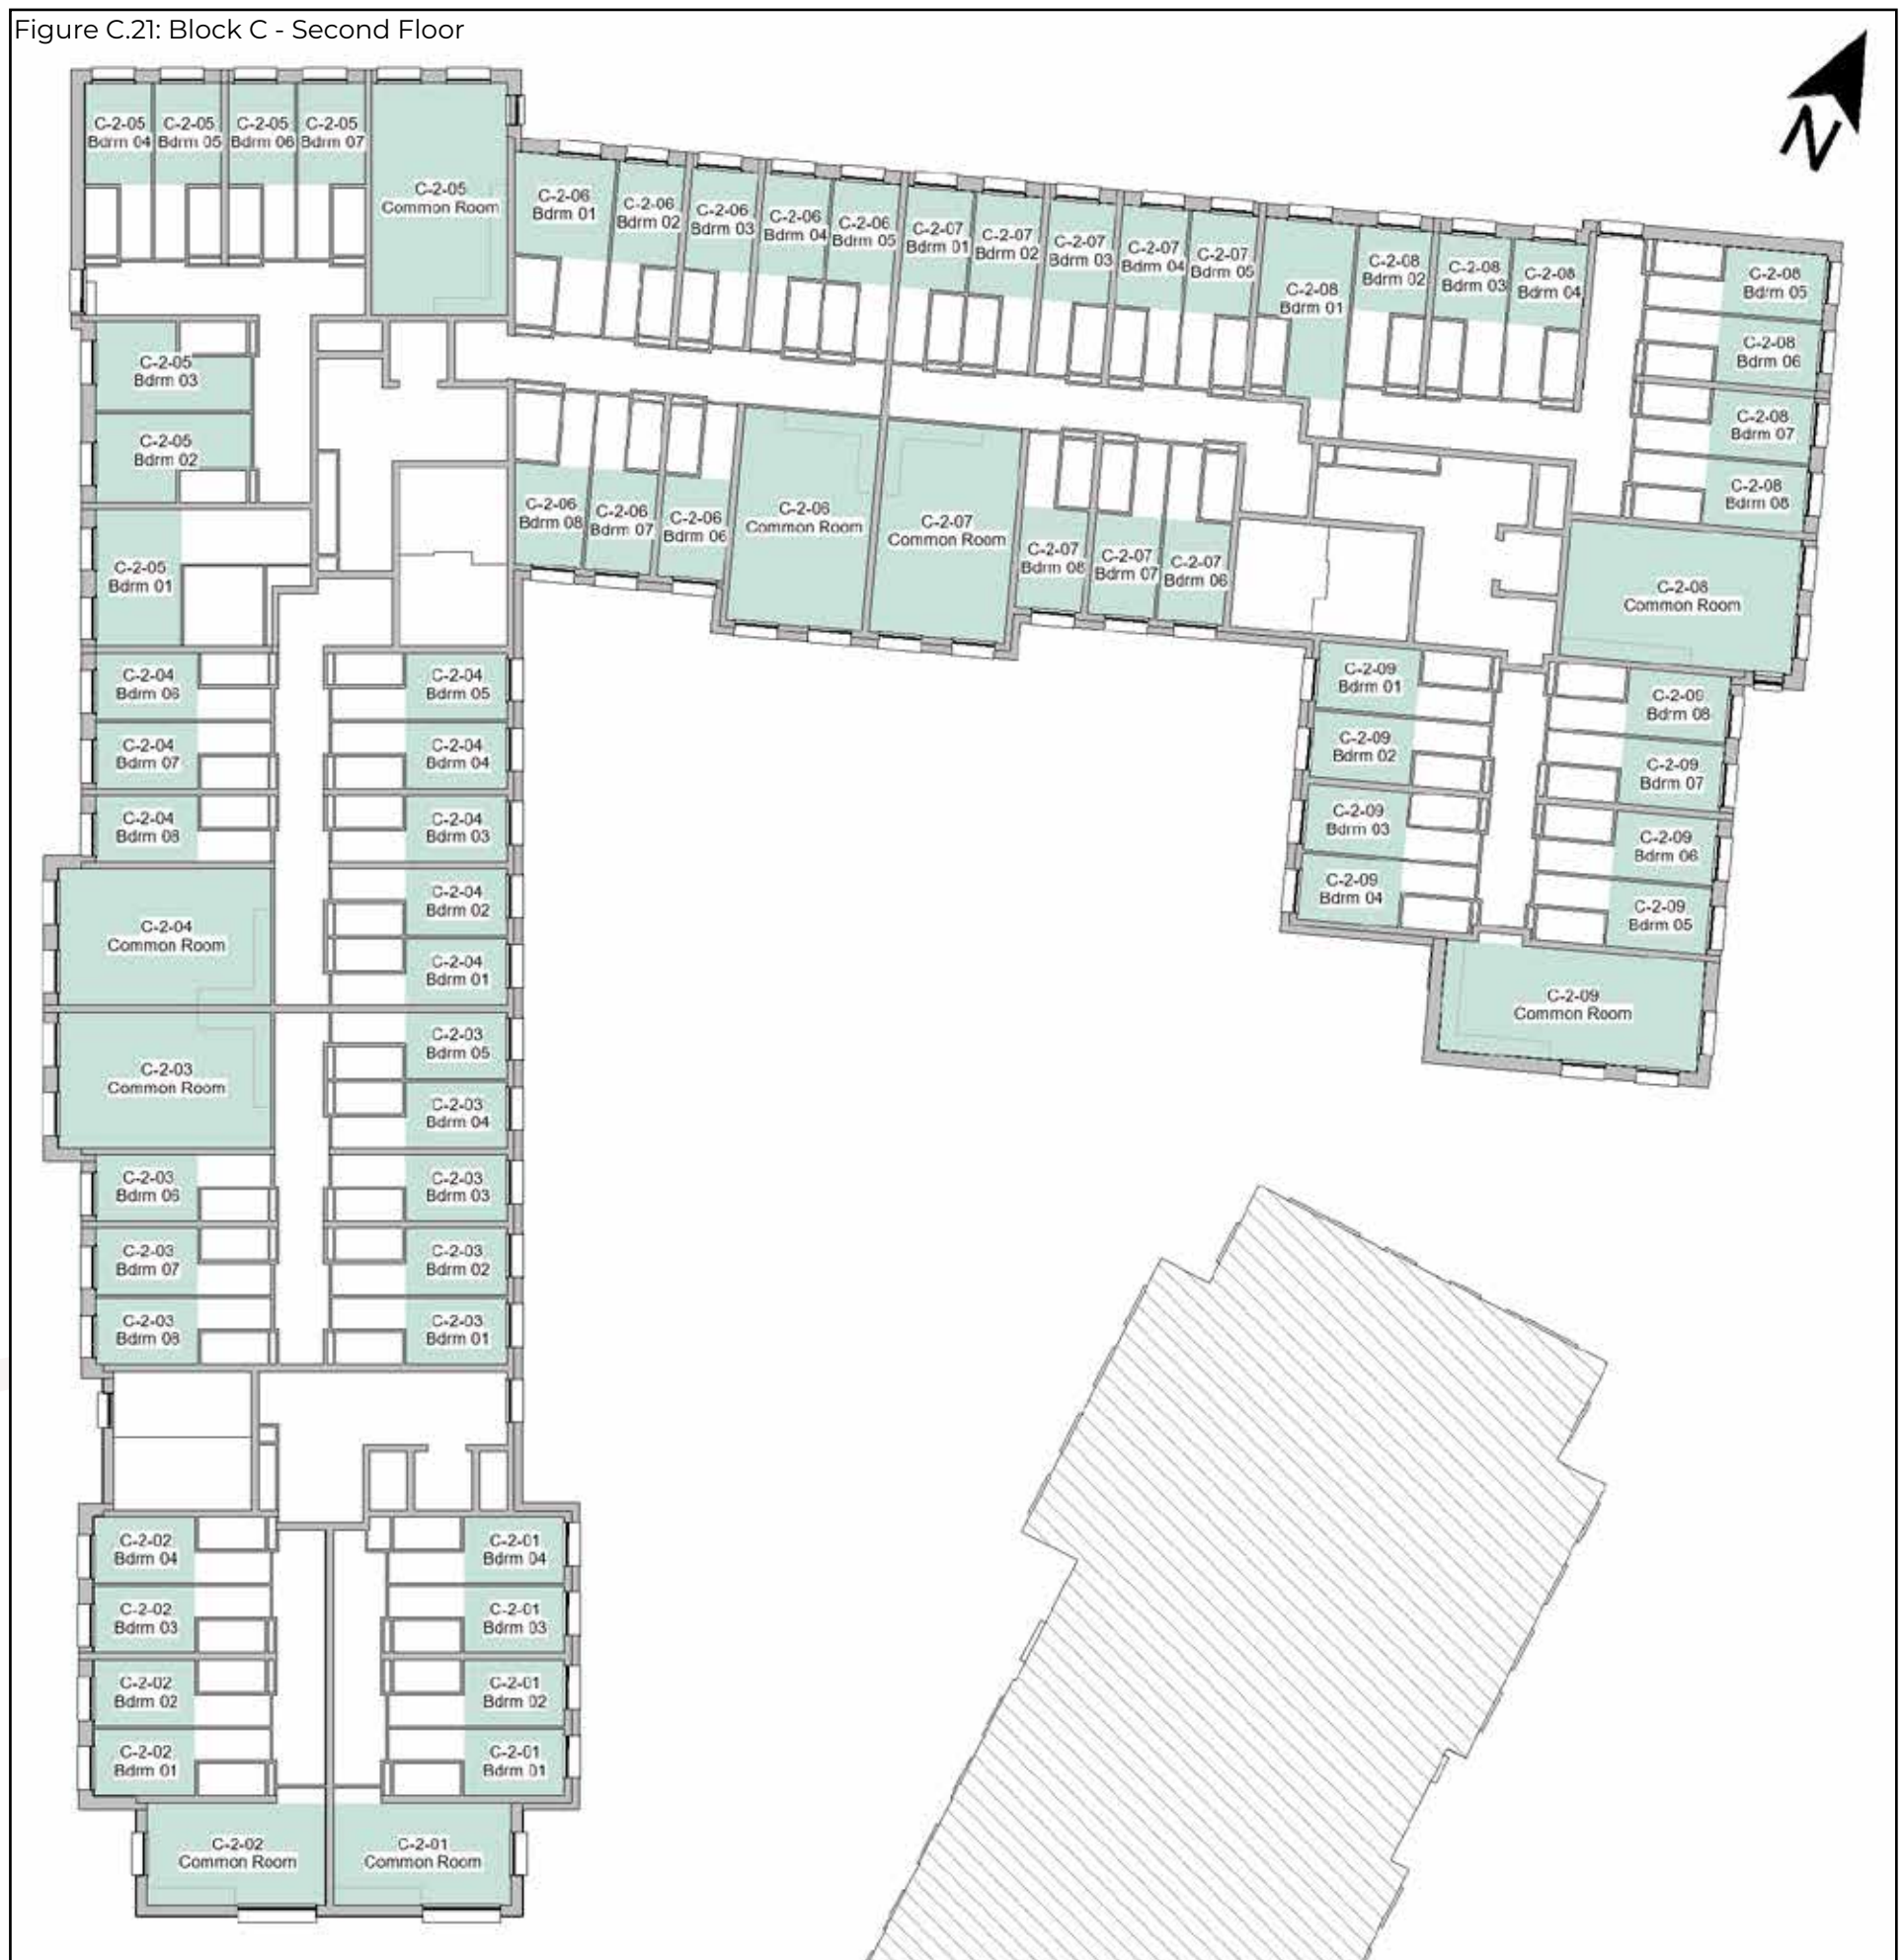 Figure C.21: Block C - Second Floor
N
C-2-05
Bdrm 04
C-2-05
Bdrm 05
C-2-05
Bdrm 06
C-2-05
Bdrm 07
C-2-05
Common Room
C-2-06
Bdrm 01
C-2-06
Bdrm 02
C-2-06
Bdrm 03
C-2-06
Bdrm 04
C-2-06
Bdrm 05
C-2-07
Bdrm 01
C-2-07
Bdrm 02
C-2-07
Bdrm 03
C-2-07
Bdrm 04
C-2-07
Bdrm 05
C-2-08
Bdrm 01
C-2-08
Bdrm 02
C-2-08
Bdrm 03
C-2-08
Bdrm 04
C-2-08
Bdrm 05
C-2-08
Bdrm 06
C-2-08
Bdrm 07
C-2-08
Bdrm 08
C-2-05
Bdrm 03
C-2-05
Bdrm 02
C-2-05
Bdrm 01
C-2-06
Bdrm 08
C-2-06
Bdrm 07
C-2-06
Bdrm 06
C-2-06
Common Room
C-2-07
Common Room
C-2-07
Bdrm 08
C-2-07
Bdrm 07
C-2-07
Bdrm 06
C-2-08
Common Room
C-2-04
Bdrm 06
C-2-04
Bdrm 05
C-2-04
Bdrm 07
C-2-04
Bdrm 04
C-2-04
Bdrm 08
C-2-04
Bdrm 03
C-2-04
Bdrm 02
C-2-04
Common Room
C-2-04
Bdrm 01
C-2-09
Bdrm 01
C-2-09
Bdrm 08
C-2-09
Bdrm 02
C-2-09
Bdrm 07
C-2-09
Bdrm 03
C-2-09
Bdrm 06
C-2-09
Bdrm 04
C-2-09
Bdrm 05
C-2-09
Common Room
C-2-03
Bdrm 05
C-2-03
Common Room
C-2-03
Bdrm 04
C-2-03
Bdrm 06
C-2-03
Bdrm 03
C-2-03
Bdrm 07
C-2-03
Bdrm 02
C-2-03
Bdrm 08
C-2-03
Bdrm 01
C-2-02
Bdrm 04
C-2-01
Bdrm 04
C-2-02
Bdrm 03
C-2-01
Bdrm 03
C-2-02
Bdrm 02
C-2-01
Bdrm 02
C-2-02
Bdrm 01
C-2-01
Bdrm 01
C-2-02
Common Room
C-2-01
Common Room